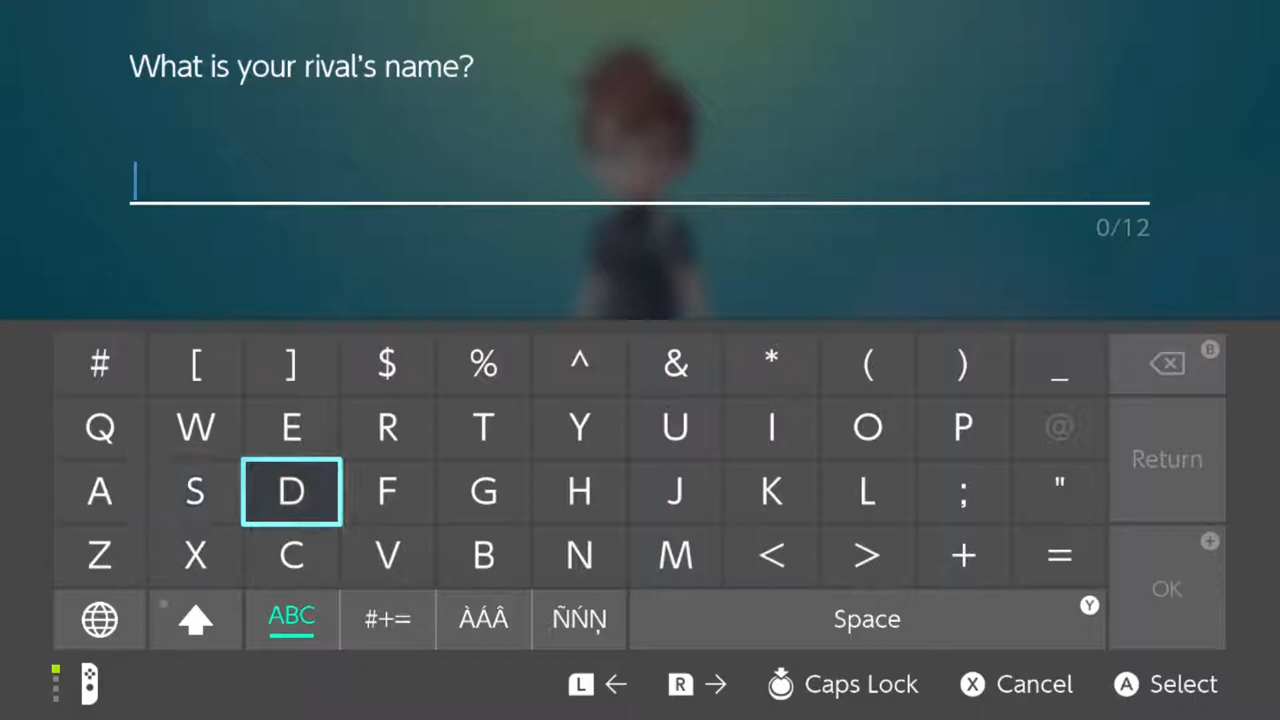 What is your rival's name?
0/12
# [ ] $ % ^ & * ( ) _ B
Q W E R T Y U I O P @
Return
A S D F G H J K L ; "
Z X C V B N M < > + =
+ OK
ABC #+= ÀÁÂ ÑŃŅ Space Y
L ← R → Caps Lock X Cancel A Select